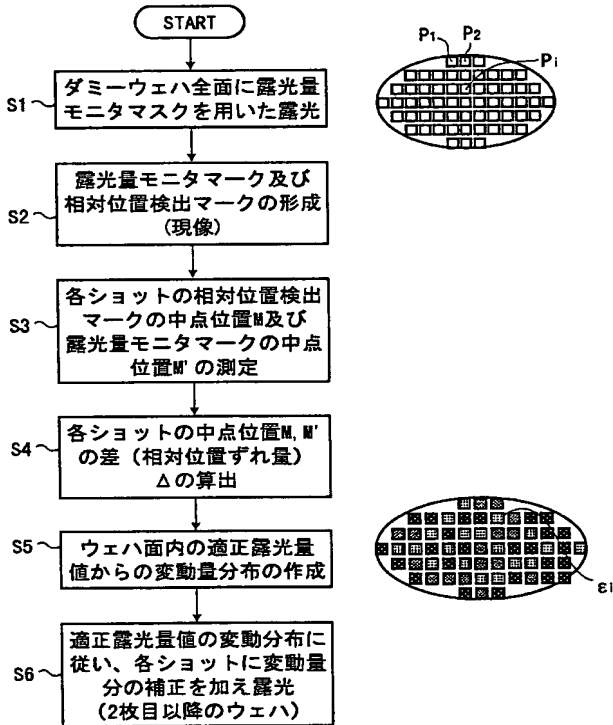 START
S1
ダミーウェハ全面に露光量
モニタマスクを用いた露光
P1
P2
Pi
S2
露光量モニタマーク及び
相対位置検出マークの形成
(現像)
S3
各ショットの相対位置検出
マークの中点位置M及び
露光量モニタマークの中点
位置M'の測定
S4
各ショットの中点位置M,M'
の差（相対位置ずれ量）
Δの算出
S5
ウェハ面内の適正露光量
値からの変動量分布の作成
εi
S6
適正露光量値の変動分布に
従い、各ショットに変動量
分の補正を加え露光
(2枚目以降のウェハ)